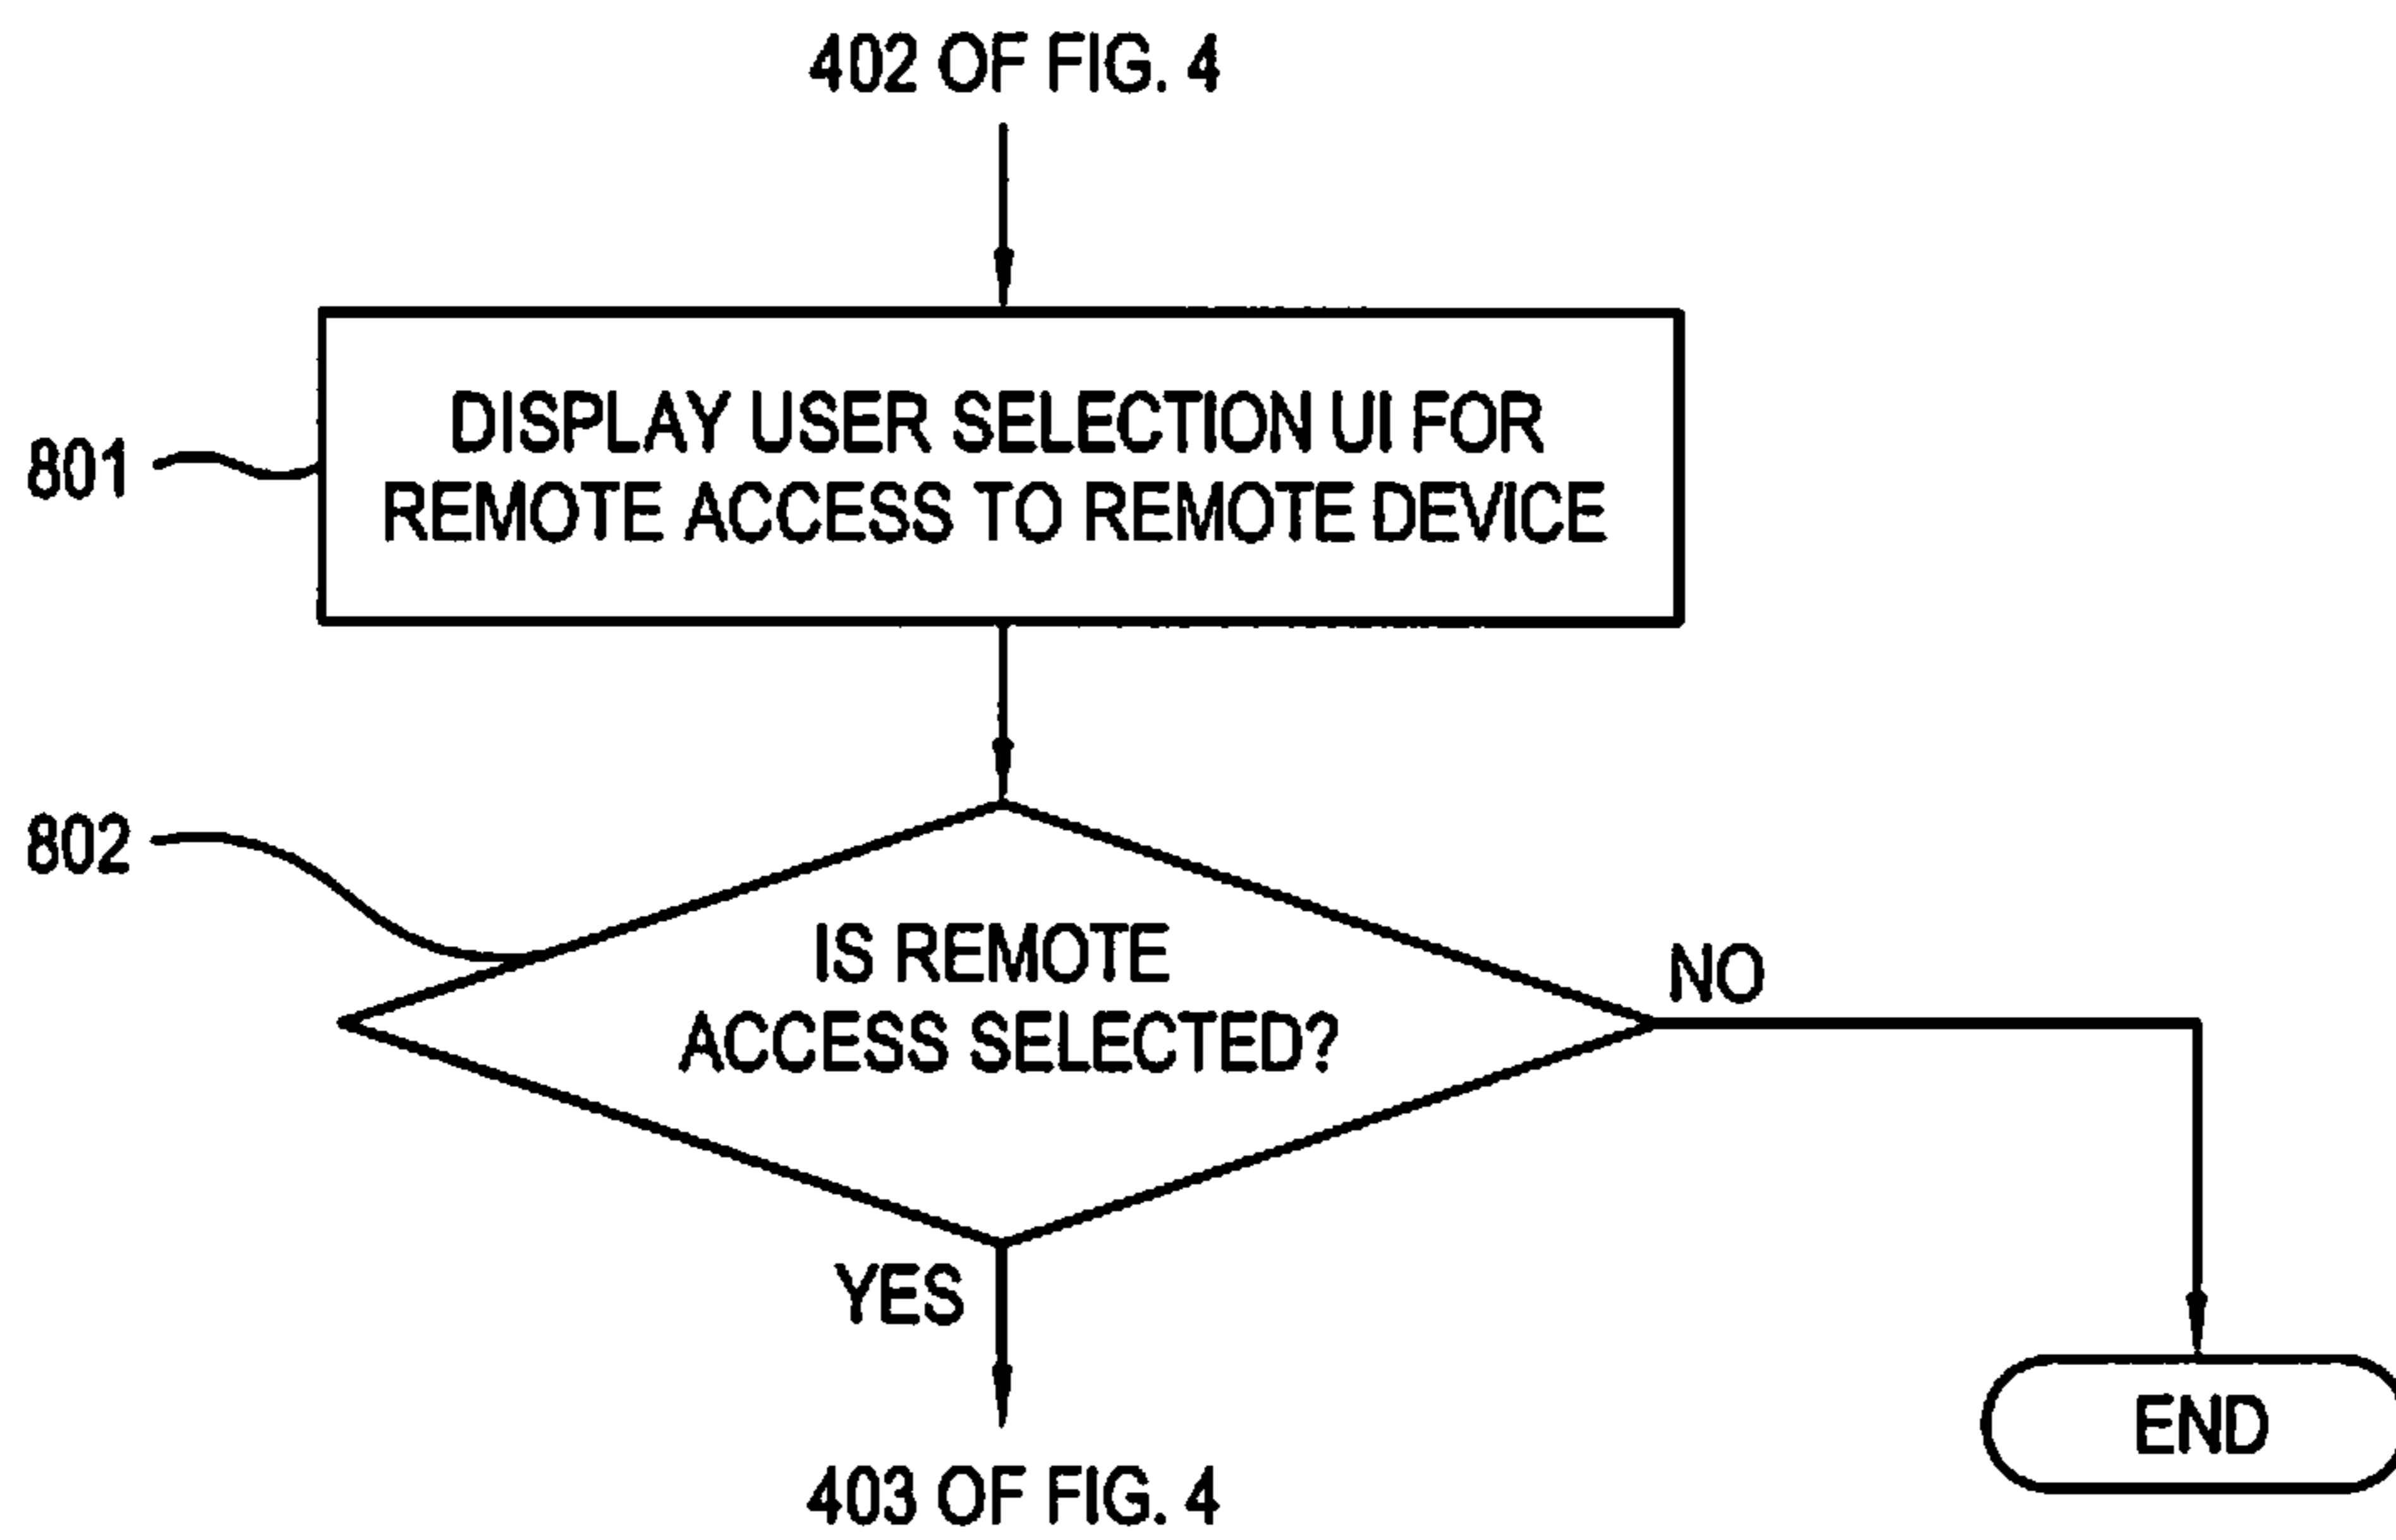 402 OF FIG. 4
801
DISPLAY USER SELECTION UI FOR
REMOTE ACCESS TO REMOTE DEVICE
802
IS REMOTE
ACCESS SELECTED?
NO
YES
END
403 OF FIG. 4